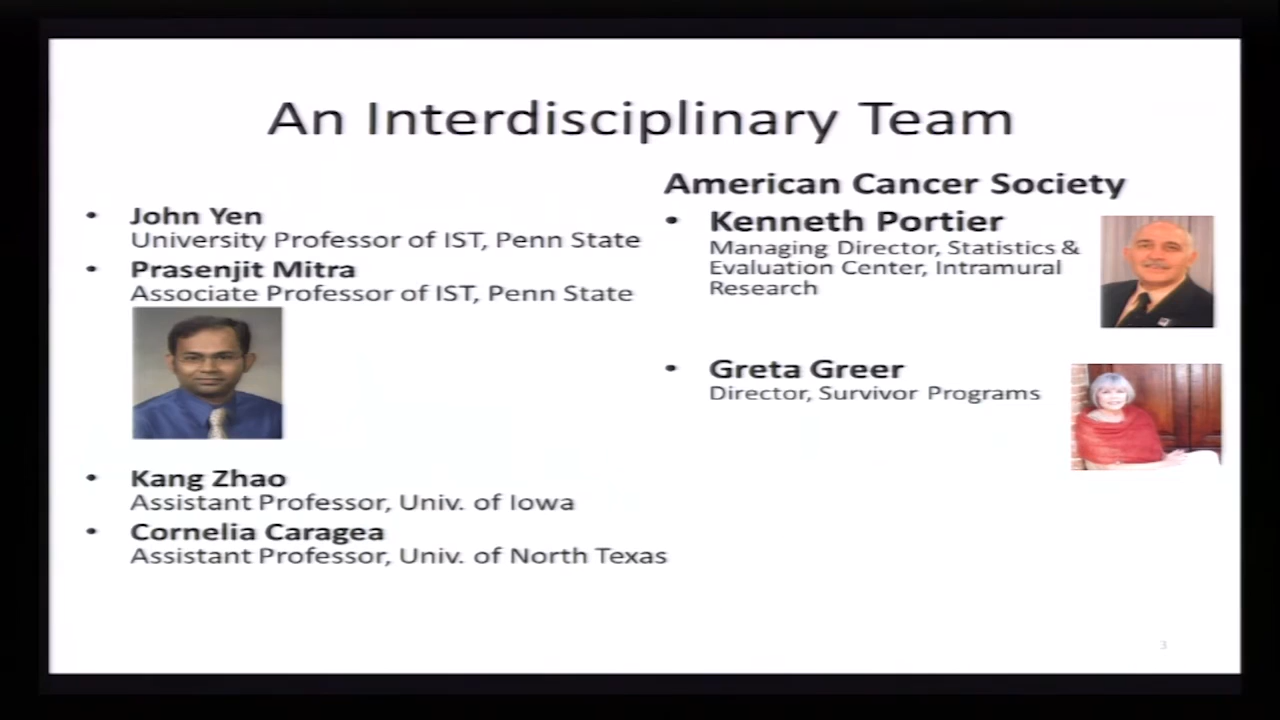 An Interdisciplinary Team
• John Yen
University Professor of IST, Penn State
• Prasenjit Mitra
Associate Professor of IST, Penn State
• Kang Zhao
Assistant Professor, Univ. of Iowa
• Cornelia Caragea
Assistant Professor, Univ. of North Texas
American Cancer Society
• Kenneth Portier
Managing Director, Statistics &
Evaluation Center, Intramural
Research
• Greta Greer
Director, Survivor Programs
3